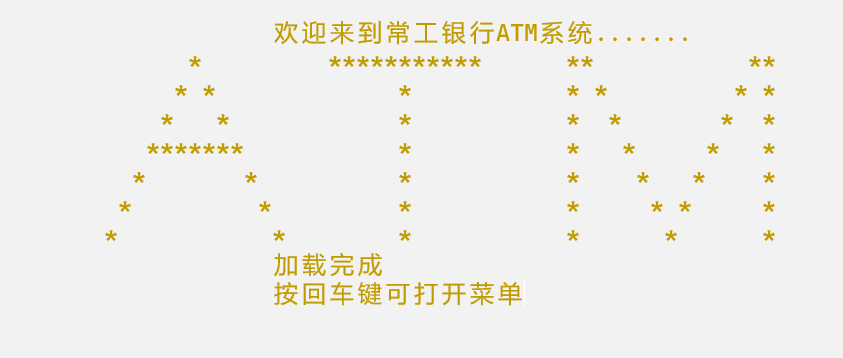 欢迎来到常工银行ATM系统.......
        *         ***********      **           **
       * *             *           * *         * *
      *   *            *           *  *       *  *
     *******           *           *   *     *   *
    *       *          *           *    *   *    *
   *         *         *           *     * *     *
  *           *        *           *      *      *
加载完成
按回车键可打开菜单